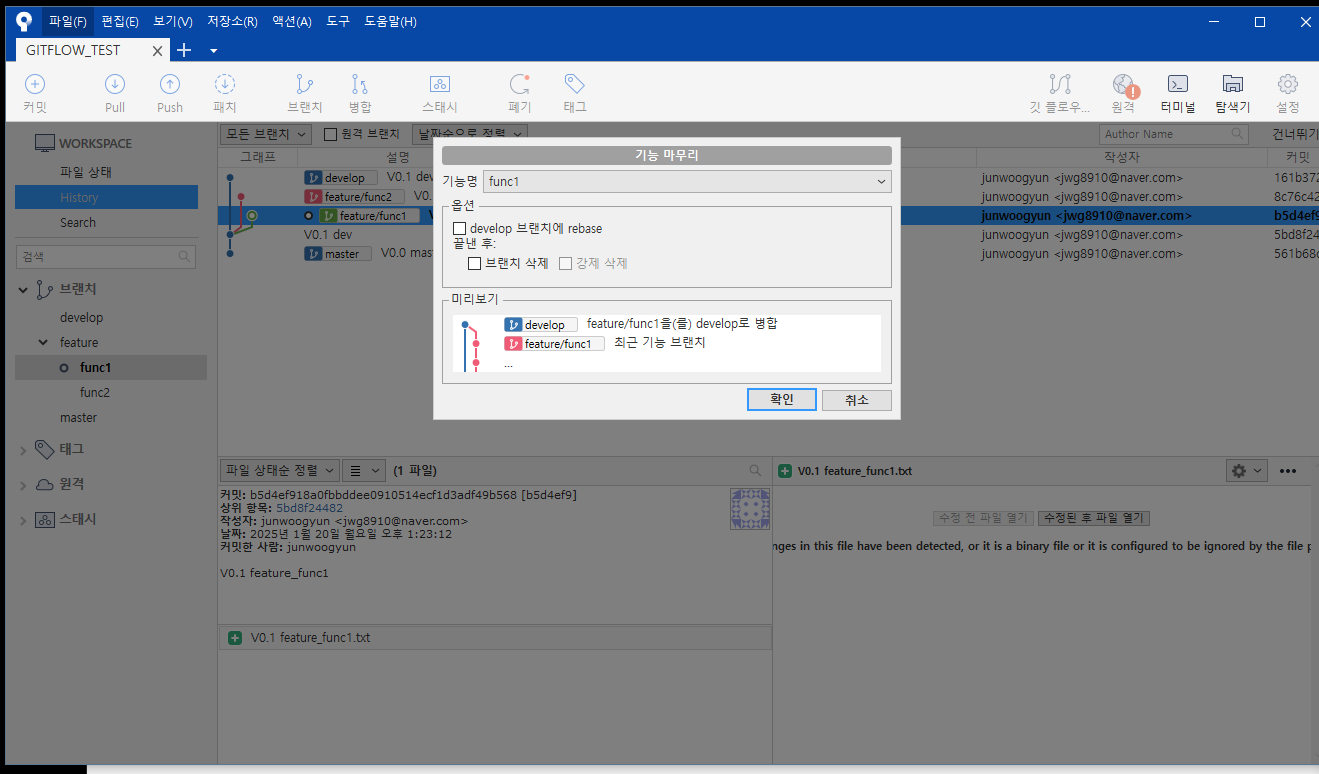 파일(F) 편집(E) 보기(V) 저장소(R) 액션(A) 도구 도움말(H)
GITFLOW_TEST
커밋 Pull Push 패치 브랜치 병합 스태시 폐기 태그 깃 플로우... 원격 터미널 탐색기 설정
WORKSPACE
파일 상태
History
Search
검색
브랜치
develop
feature
func1
func2
master
태그
원격
스태시
모든 브랜치 원격 브랜치 날짜순으로 정렬 Author Name 건너뛰기
그래프 설명 작성자 커밋
develop V0.1 dev junwoogyun <jwg8910@naver.com> 161b372
feature/func2 V0. junwoogyun <jwg8910@naver.com> 8c76c42
feature/func1 junwoogyun <jwg8910@naver.com> b5d4ef9
V0.1 dev junwoogyun <jwg8910@naver.com> 5bd8f24
master V0.0 mas junwoogyun <jwg8910@naver.com> 561b68
기능 마무리
기능명 func1
옵션
develop 브랜치에 rebase
끝낸 후:
브랜치 삭제 강제 삭제
미리보기
develop feature/func1을(를) develop로 병합
feature/func1 최근 기능 브랜치
...
확인 취소
파일 상태순 정렬 (1 파일)
커밋: b5d4ef918a0fbbddee0910514ecf1d3adf49b568 [b5d4ef9]
상위 항목: 5bd8f24482
작성자: junwoogyun <jwg8910@naver.com>
날짜: 2025년 1월 20일 월요일 오후 1:23:12
커밋한 사람: junwoogyun
V0.1 feature_func1
V0.1 feature_func1.txt
V0.1 feature_func1.txt
수정 전 파일 열기 수정된 후 파일 열기
nges in this file have been detected, or it is a binary file or it is configured to be ignored by the file p